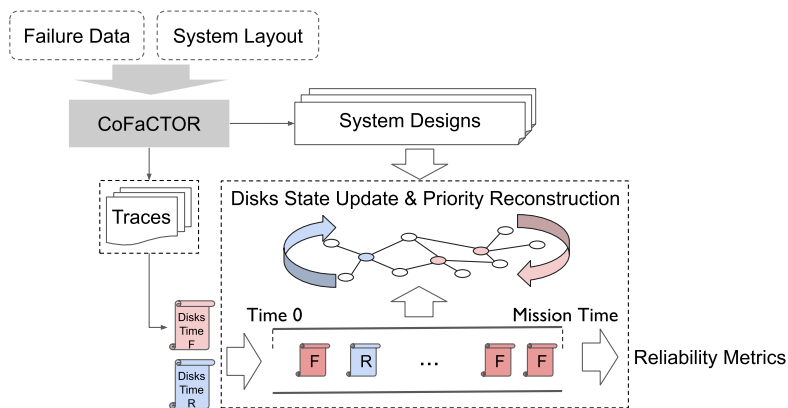 Failure Data
System Layout
CoFaCTOR
System Designs
Traces
Disks State Update & Priority Reconstruction
Disks
Time
F
Disks
Time
R
Time 0
Mission Time
F
R
...
F
F
Reliability Metrics